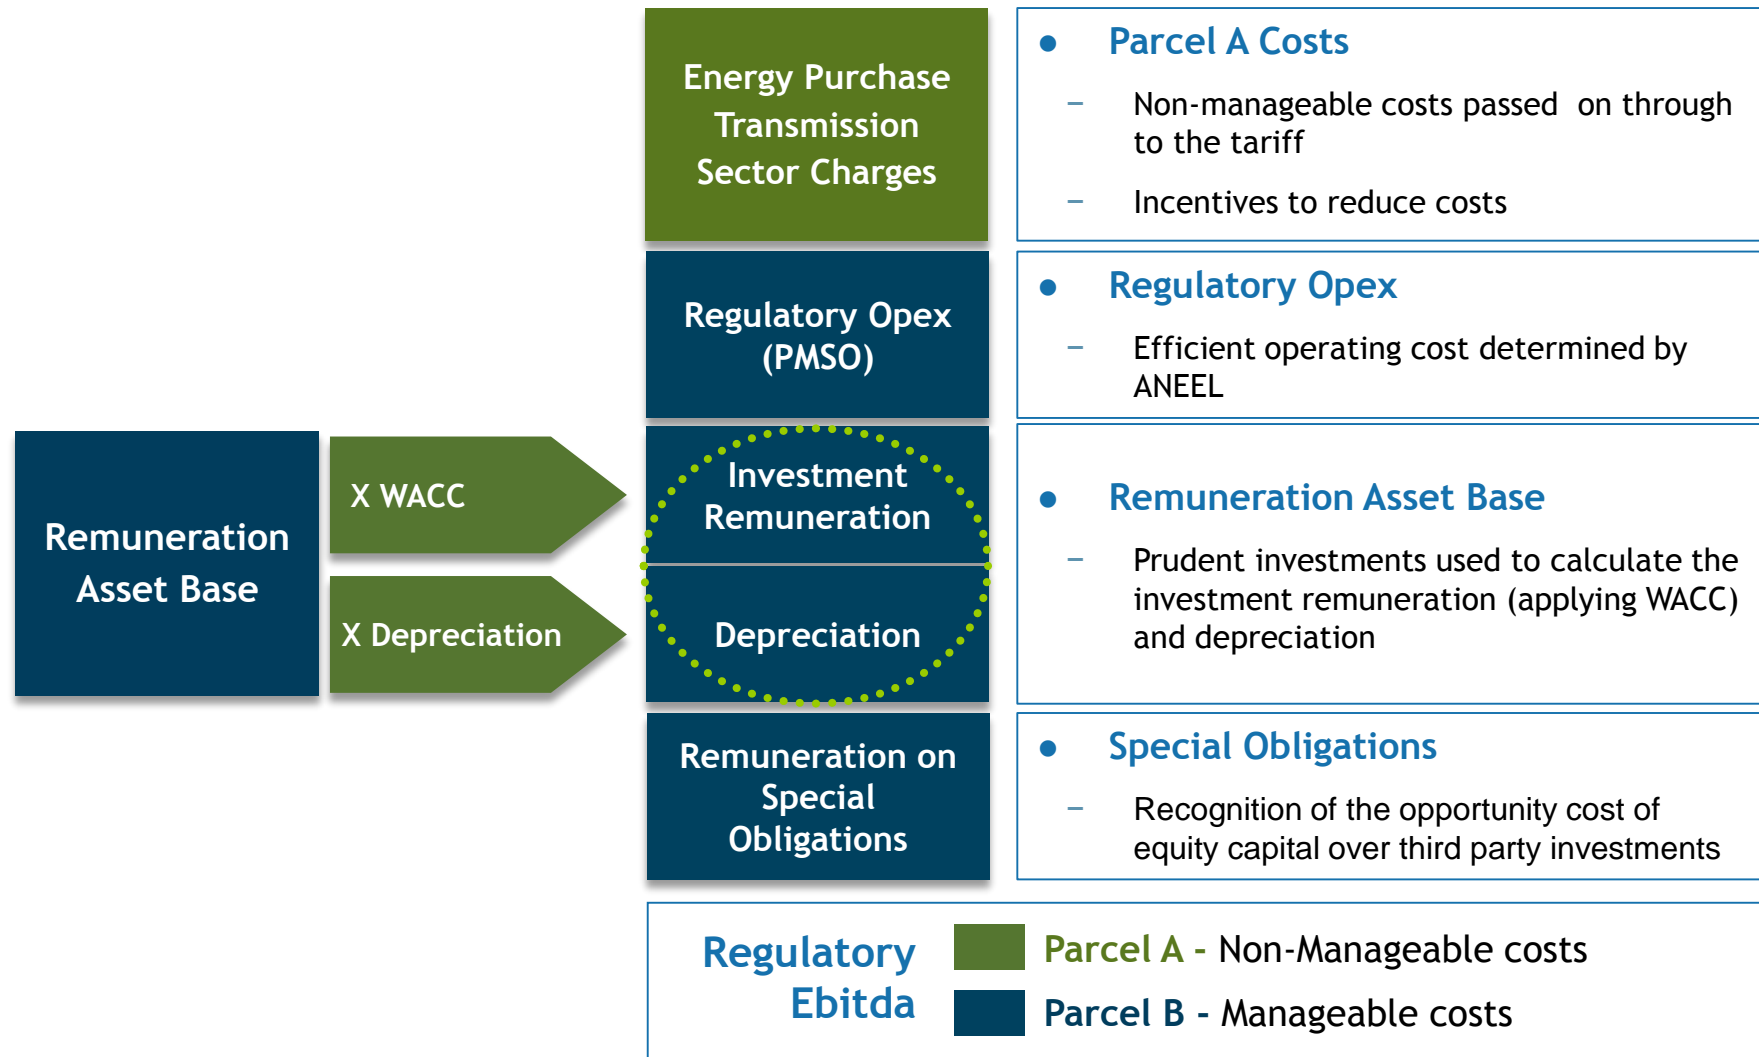 Energy Purchase
Transmission
Sector Charges
● Parcel A Costs
– Non-manageable costs passed on through
to the tariff
– Incentives to reduce costs
Regulatory Opex
(PMSO)
● Regulatory Opex
– Efficient operating cost determined by
ANEEL
Remuneration
Asset Base
X WACC
X Depreciation
Investment
Remuneration
Depreciation
● Remuneration Asset Base
– Prudent investments used to calculate the
investment remuneration (applying WACC)
and depreciation
Remuneration on
Special
Obligations
● Special Obligations
– Recognition of the opportunity cost of
equity capital over third party investments
Regulatory
Ebitda
Parcel A - Non-Manageable costs
Parcel B - Manageable costs